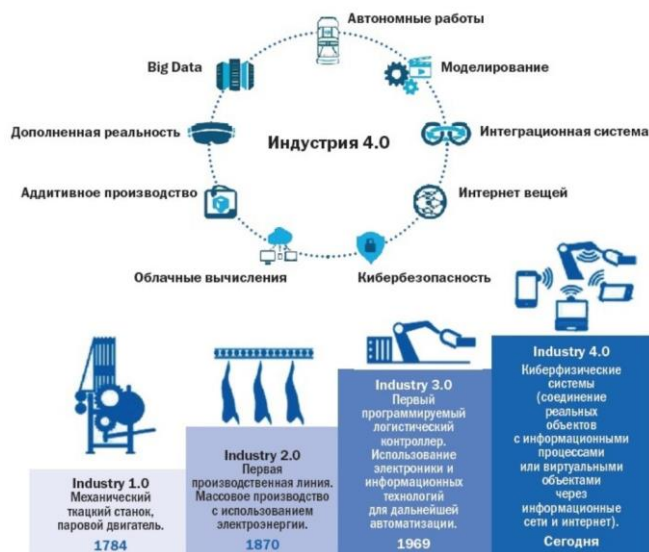 Автономные работы
Big Data
Моделирование
Дополненная реальность
Индустрия 4.0
Интеграционная система
Аддитивное производство
Интернет вещей
Облачные вычисления
Кибербезопасность
Industry 1.0
Механический
ткацкий станок,
паровой двигатель.
1784
Industry 2.0
Первая
производственная линия.
Массовое производство
с использованием
электроэнергии.
1870
Industry 3.0
Первый
программируемый
логистический
контроллер.
Использование
электроники и
информационных
технологий
для дальнейшей
автоматизации.
1969
Industry 4.0
Киберфизические
системы
(соединение
реальных
объектов
с информационными
процессами
или виртуальными
объектами
через
информационные
сети и интернет).
Сегодня